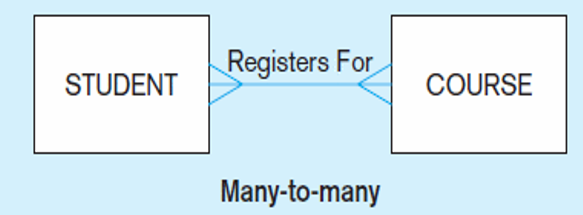 Registers For
STUDENT
COURSE
Many-to-many